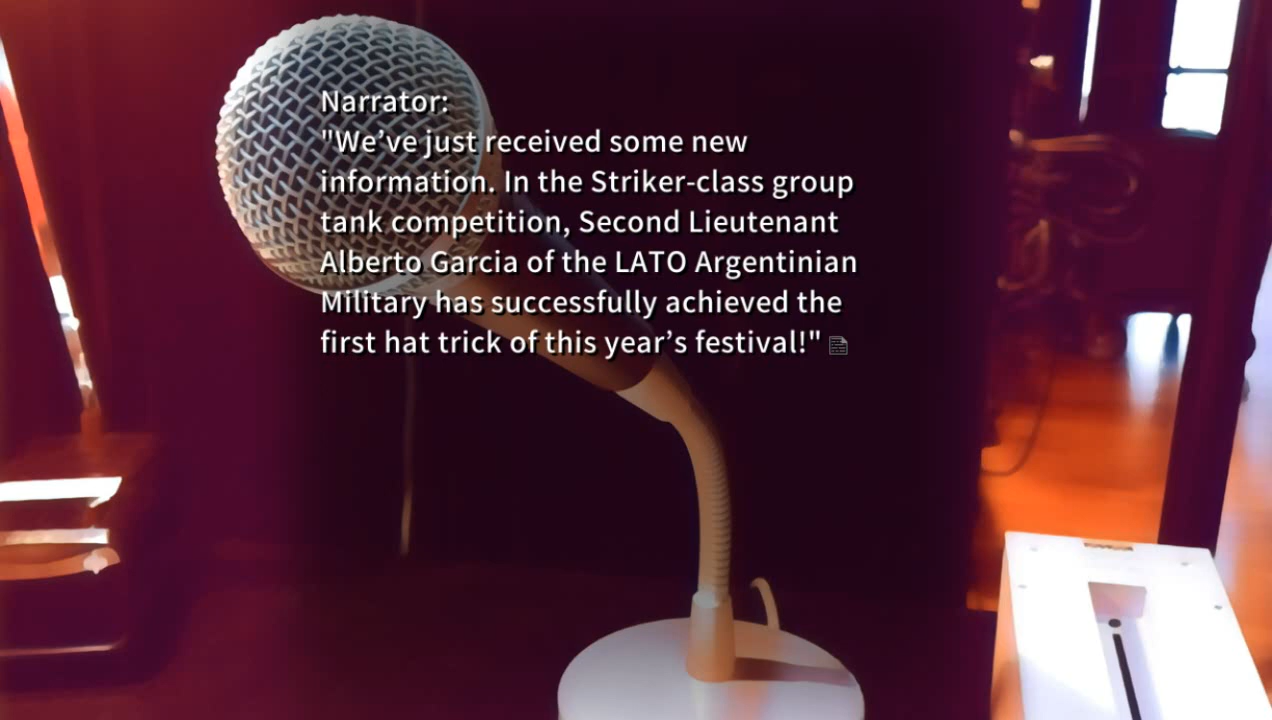 Narrator:
"We’ve just received some new
information. In the Striker-class group
tank competition, Second Lieutenant
Alberto Garcia of the LATO Argentinian
Military has successfully achieved the
first hat trick of this year’s festival!"